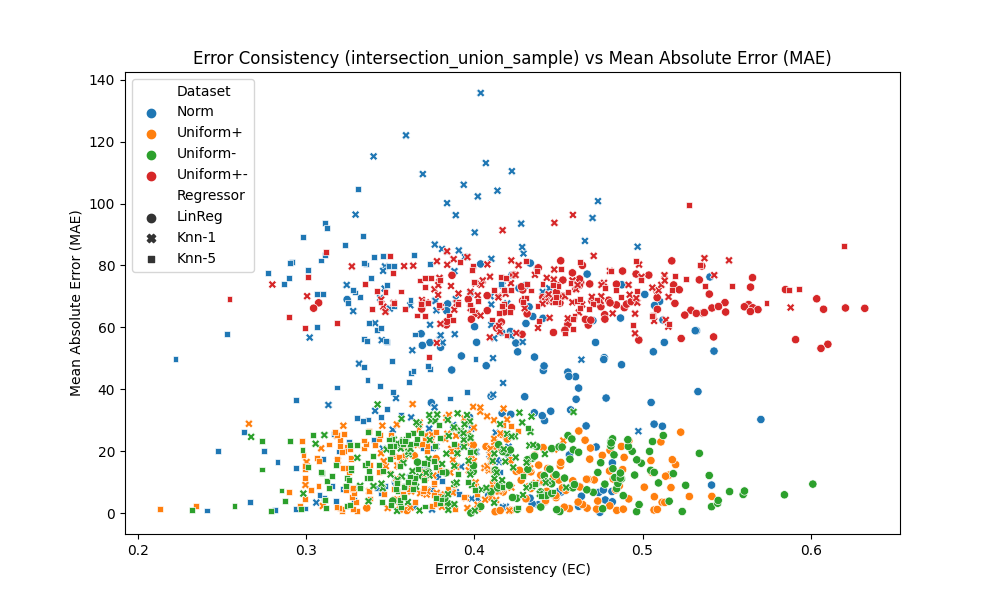 Error Consistency (intersection_union_sample) vs Mean Absolute Error (MAE)
140
120
100
80
60
40
20
0
Mean Absolute Error (MAE)
Dataset
Norm
Uniform+
Uniform-
Uniform+-
Regressor
LinReg
Knn-1
Knn-5
0.2 0.3 0.4 0.5 0.6
Error Consistency (EC)